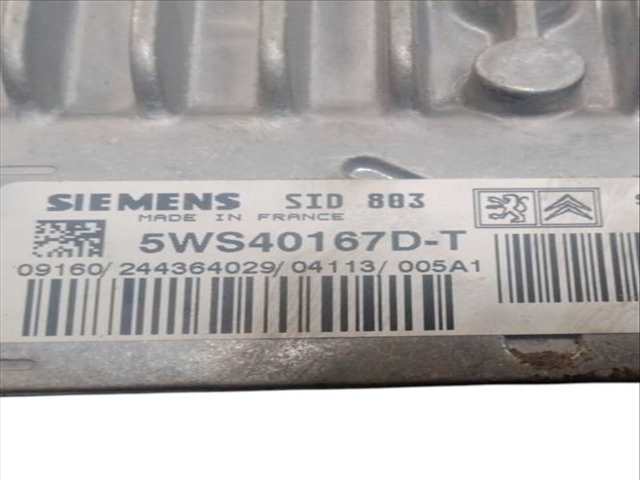 SIEMENS SID 803
MADE IN FRANCE
5WS40167D-T
09160/244364029/04113/005A1